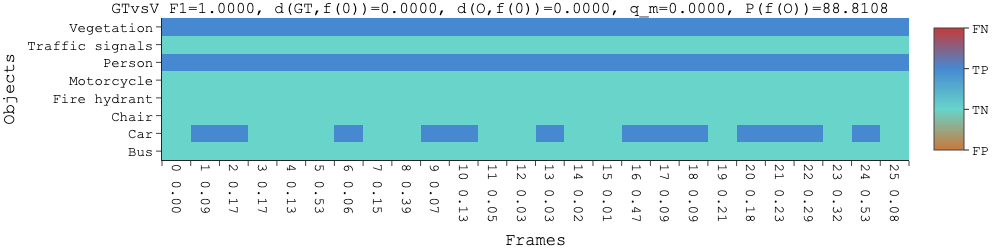 GTvsV F1=1.0000, d(GT,f(0))=0.0000, d(O,f(0))=0.0000, q_m=0.0000, P(f(O))=88.8108
Objects
Vegetation
Traffic signals
Person
Motorcycle
Fire hydrant
Chair
Car
Bus
0 0.00
1 0.09
2 0.17
3 0.17
4 0.13
5 0.03
6 0.06
7 0.15
8 0.39
9 0.07
10 0.13
11 0.05
12 0.03
13 0.03
14 0.02
15 0.01
16 0.47
17 0.09
18 0.09
19 0.21
20 0.18
21 0.23
22 0.29
23 0.32
24 0.53
25 0.08
Frames
FN
TP
TN
FP